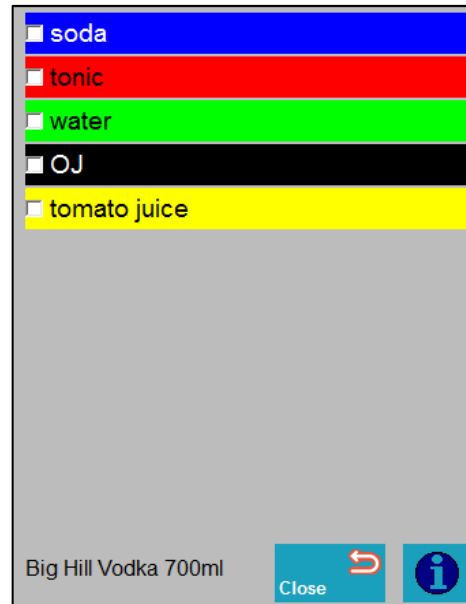 soda
tonic
water
OJ
tomato juice
Big Hill Vodka 700ml
Close
i